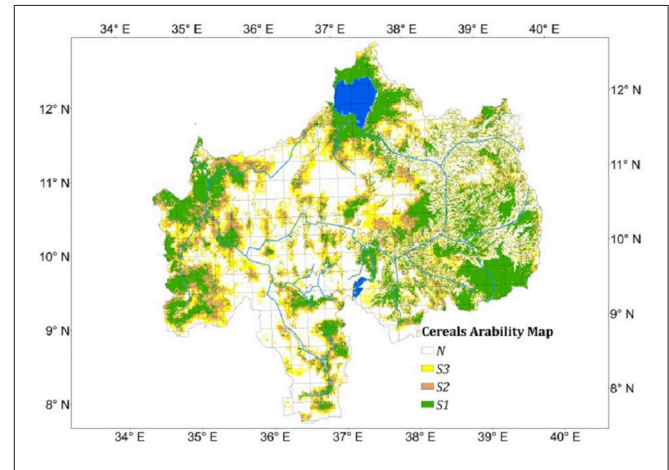 34° E 35° E 36° E 37° E 38° E 39° E 40° E
12° N 12° N
11° N 11° N
10° N 10° N
9° N 9° N
8° N 8° N
Cereals Arability Map
N
S3
S2
S1
34° E 35° E 36° E 37° E 38° E 39° E 40° E